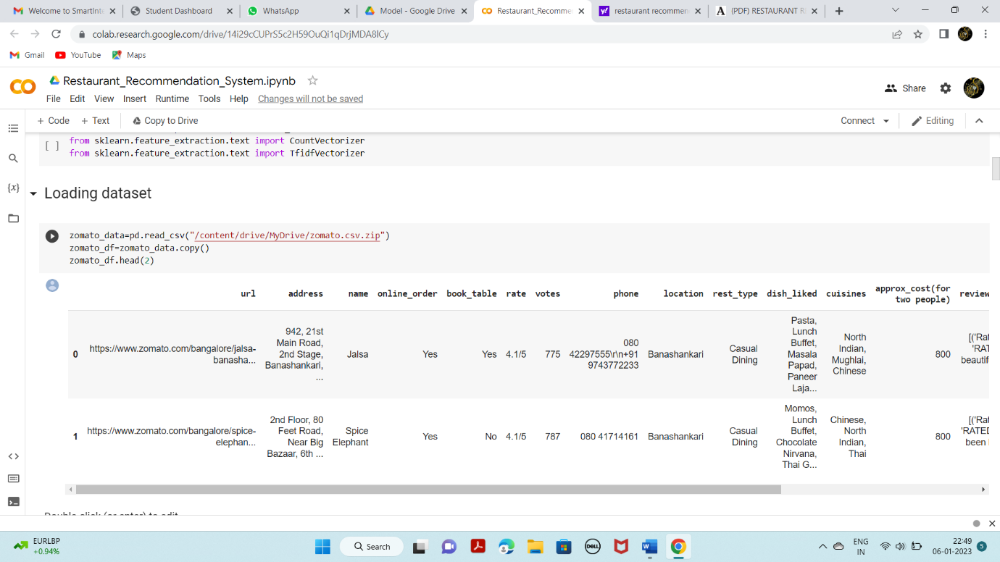 Welcome to SmartInte
Student Dashboard
WhatsApp
Model - Google Drive
Restaurant_Recomme
restaurant recommen
(PDF) RESTAURANT R
colab.research.google.com/drive/14i29cCUPrS5c2H59OuQi1qDrjMDA8lCy
Gmail YouTube Maps
Restaurant_Recommendation_System.ipynb
File Edit View Insert Runtime Tools Help Changes will not be saved
Share
+ Code + Text Copy to Drive
Connect Editing
[ ]
from sklearn.feature_extraction.text import CountVectorizer
from sklearn.feature_extraction.text import TfidfVectorizer
{x}
Loading dataset
zomato_data=pd.read_csv("/content/drive/MyDrive/zomato.csv.zip")
zomato_df=zomato_data.copy()
zomato_df.head(2)
url address name online_order book_table rate votes phone location rest_type dish_liked cuisines approx_cost(for
two people) review
0
https://www.zomato.com/bangalore/jalsa-
banasha...
942, 21st
Main Road,
2nd Stage,
Banashankari,
...
Jalsa
Yes
Yes
4.1/5
775
080
42297555\r\n+91
9743772233
Banashankari
Casual
Dining
Pasta,
Lunch
Buffet,
Masala
Papad,
Paneer
Laja...
North
Indian,
Mughlai,
Chinese
800
[('Rat
'RAT
beautif
1
https://www.zomato.com/bangalore/spice-
elephan...
2nd Floor, 80
Feet Road,
Near Big
Bazaar, 6th ...
Spice
Elephant
Yes
No
4.1/5
787
080 41714161
Banashankari
Casual
Dining
Momos,
Lunch
Buffet,
Chocolate
Nirvana,
Thai G...
Chinese,
North
Indian,
Thai
800
[('Rat
'RATED
been
Double-click (or enter) to edit
EURLBP
+0.94%
Search
DELL
ENG
IN
22:49
06-01-2023
5